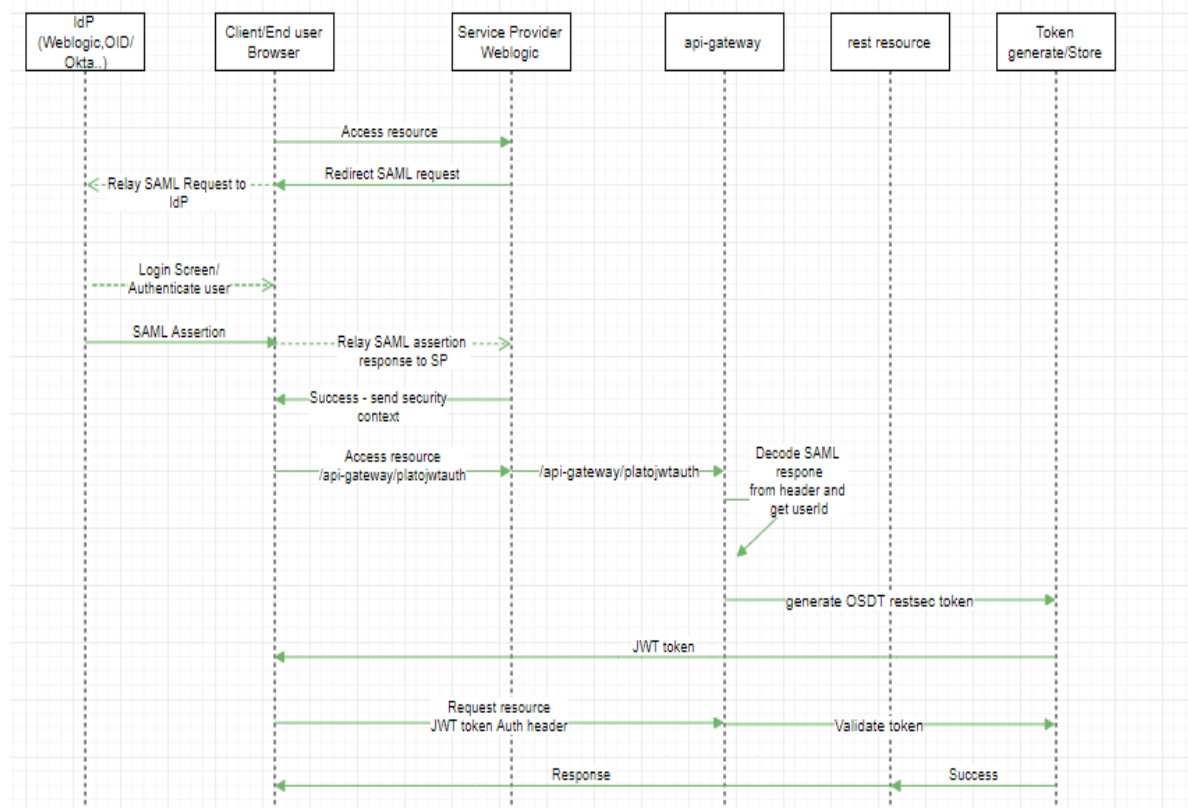 IdP
(Weblogic,OID/
Okta..)
Client/End user
Browser
Service Provider
Weblogic
api-gateway
rest resource
Token
generate/Store
Access resource
Redirect SAML request
Relay SAML Request to
IdP
Login Screen/
Authenticate user
SAML Assertion
Relay SAML assertion
response to SP
Success - send security
context
Access resource
/api-gateway/platojwtauth
/api-gateway/platojwtauth
Decode SAML
respone
from header and
get userId
generate OSDT restsec token
JWT token
Request resource
JWT token Auth header
Validate token
Response
Success